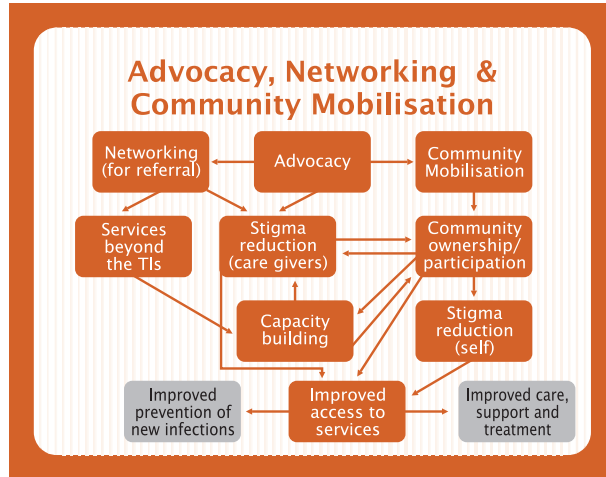 Advocacy, Networking &
Community Mobilisation
Networking
(for referral)
Advocacy
Community
Mobilisation
Services
beyond
the TIs
Stigma
reduction
(care givers)
Community
ownership/
participation
Capacity
building
Stigma
reduction
(self)
Improved
prevention of
new infections
Improved
access to
services
Improved care,
support and
treatment